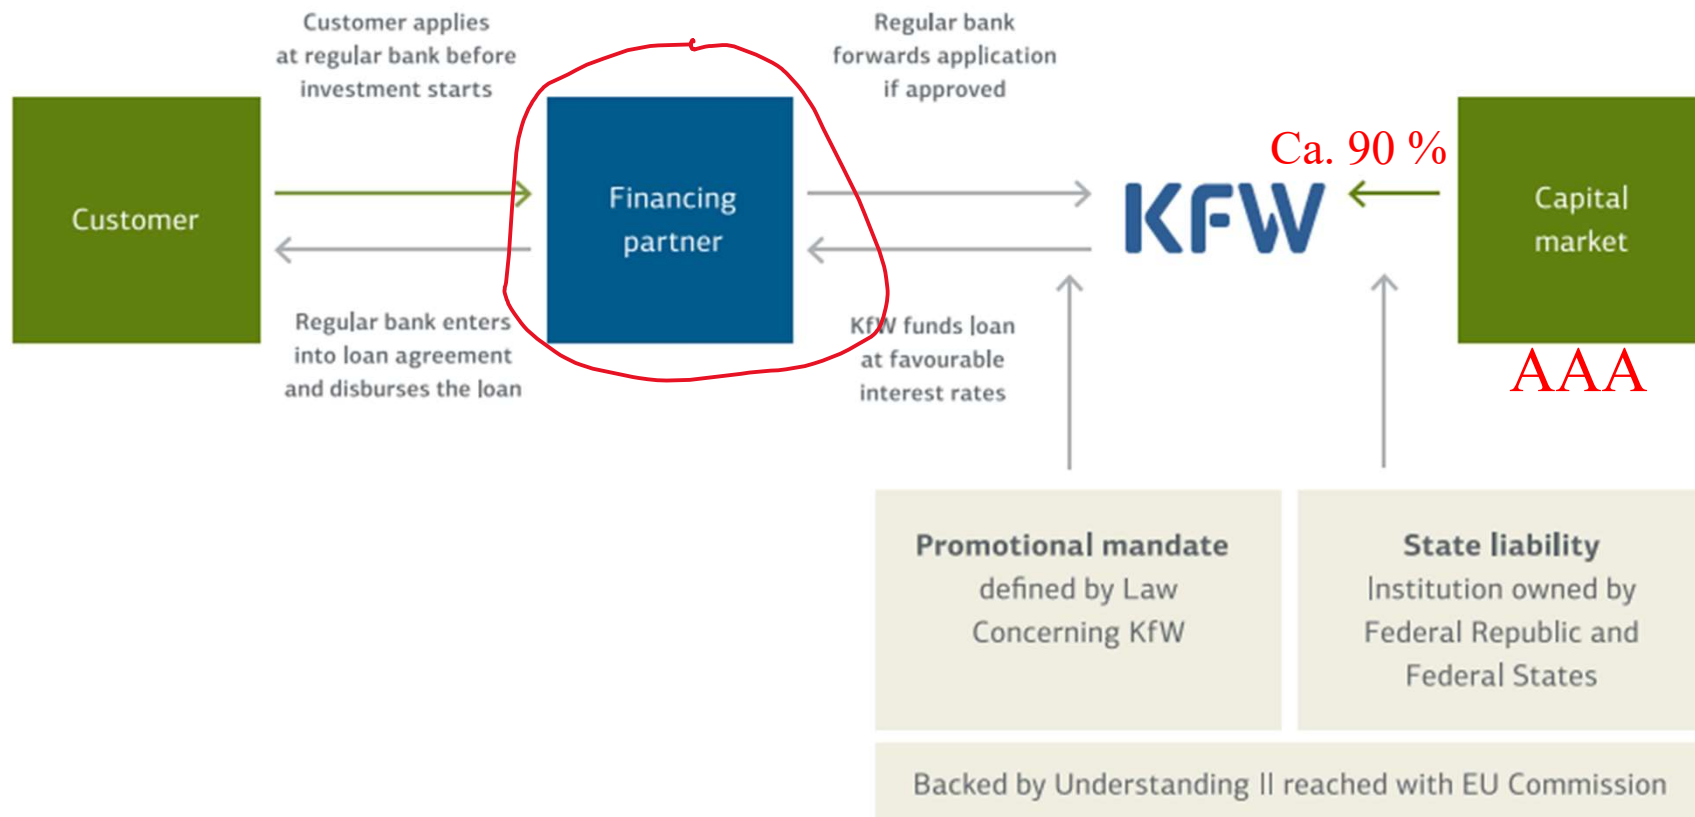 Customer applies
at regular bank before
investment starts
Regular bank
forwards application
if approved
Customer
Financing
partner
KFW
Ca. 90 %
Capital
market
AAA
Regular bank enters
into loan agreement
and disburses the loan
KfW funds loan
at favourable
interest rates
Promotional mandate
defined by Law
Concerning KfW
State liability
Institution owned by
Federal Republic and
Federal States
Backed by Understanding II reached with EU Commission